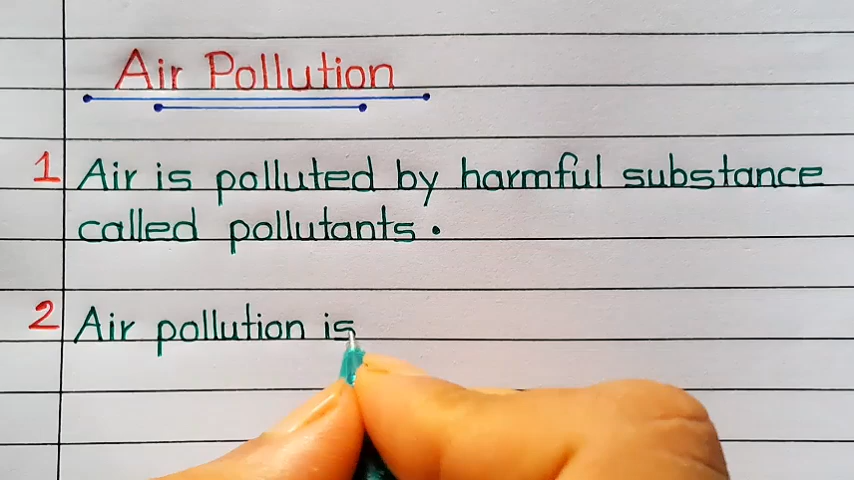 Air Pollution
1 Air is polluted by harmful substance
called pollutants.
2 Air pollution is